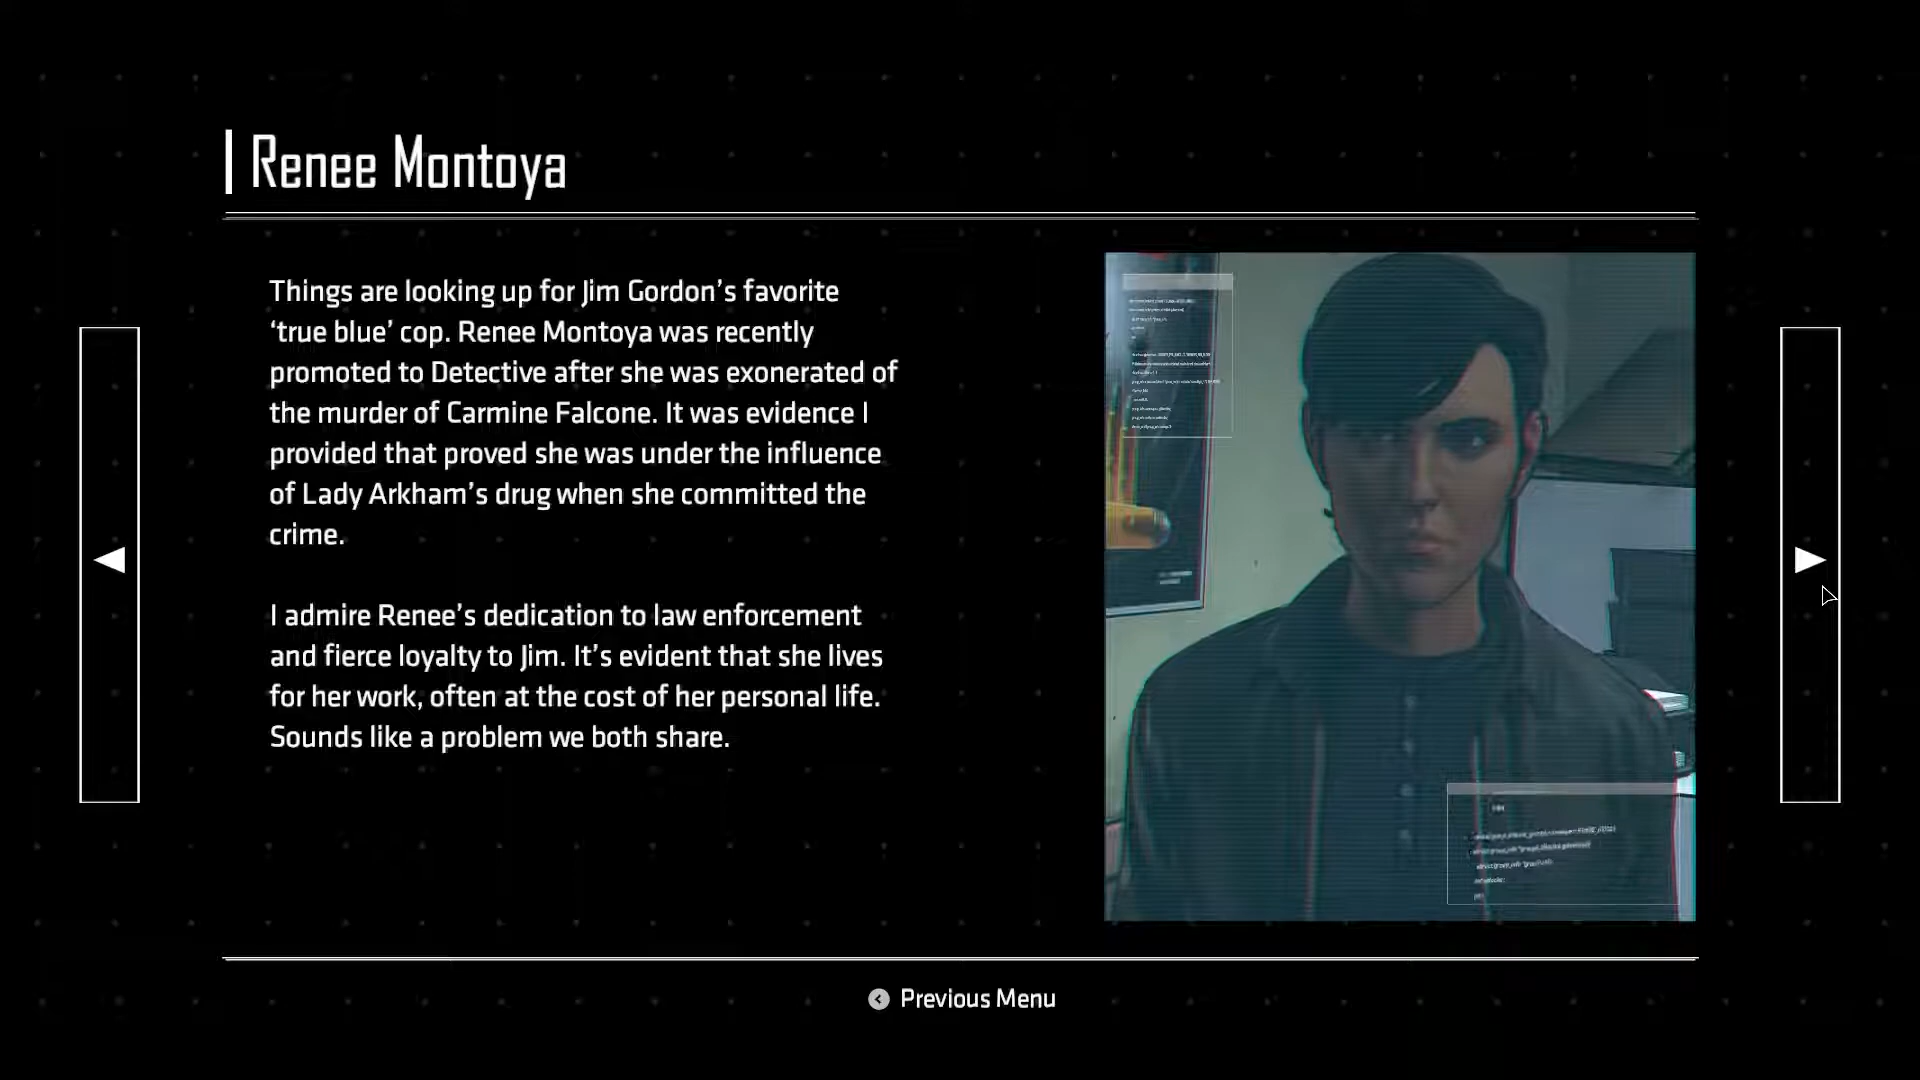 Renee Montoya
Things are looking up for Jim Gordon’s favorite
‘true blue’ cop. Renee Montoya was recently
promoted to Detective after she was exonerated of
the murder of Carmine Falcone. It was evidence I
provided that proved she was under the influence
of Lady Arkham’s drug when she committed the
crime.
I admire Renee’s dedication to law enforcement
and fierce loyalty to Jim. It’s evident that she lives
for her work, often at the cost of her personal life.
Sounds like a problem we both share.
Previous Menu